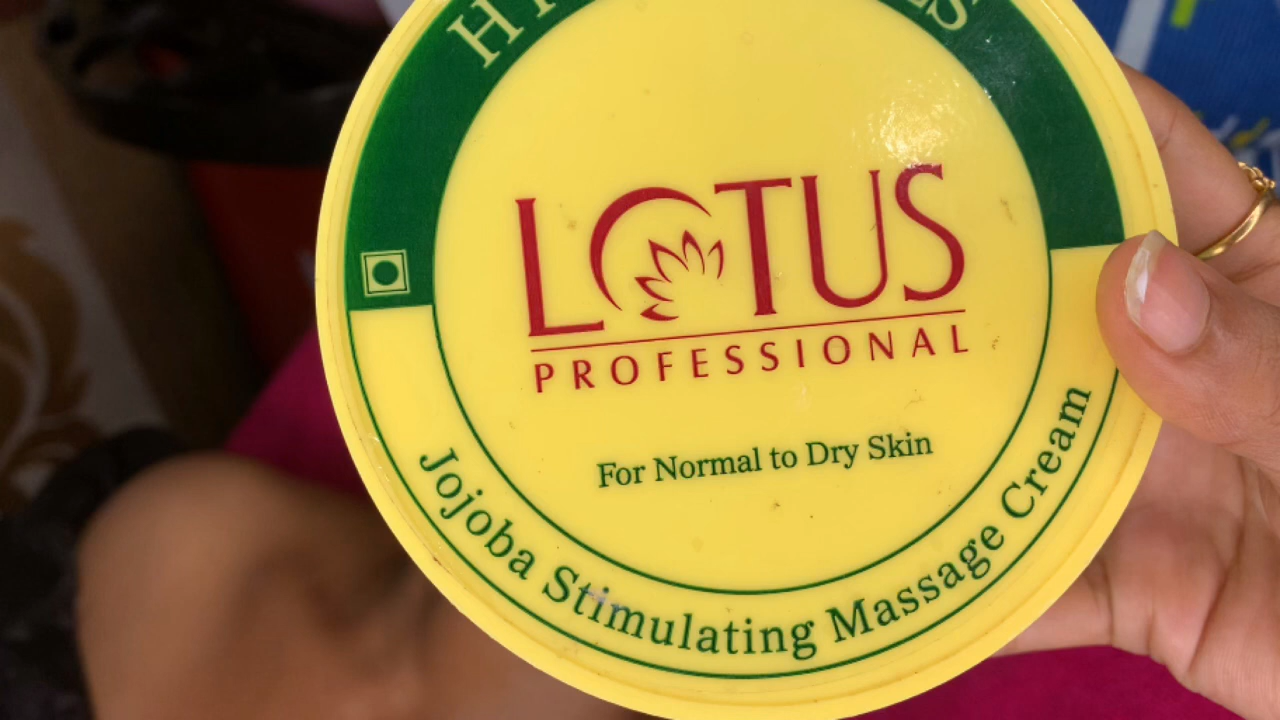 LOTUS
PROFESSIONAL
For Normal to Dry Skin
Jojoba Stimulating Massage Cream